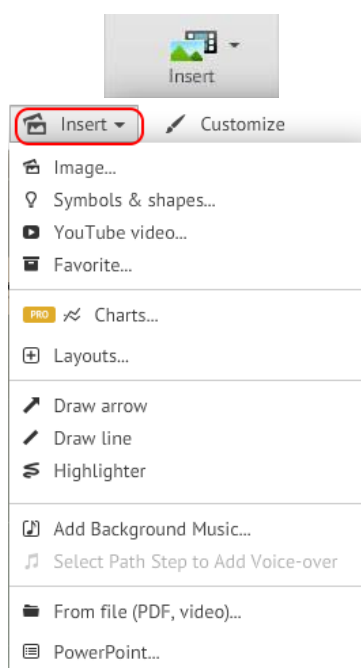 Insert
Insert Customize
Image...
Symbols & shapes...
YouTube video...
Favorite...
PRO Charts...
Layouts...
Draw arrow
Draw line
Highlighter
Add Background Music...
Select Path Step to Add Voice-over
From file (PDF, video)...
PowerPoint...